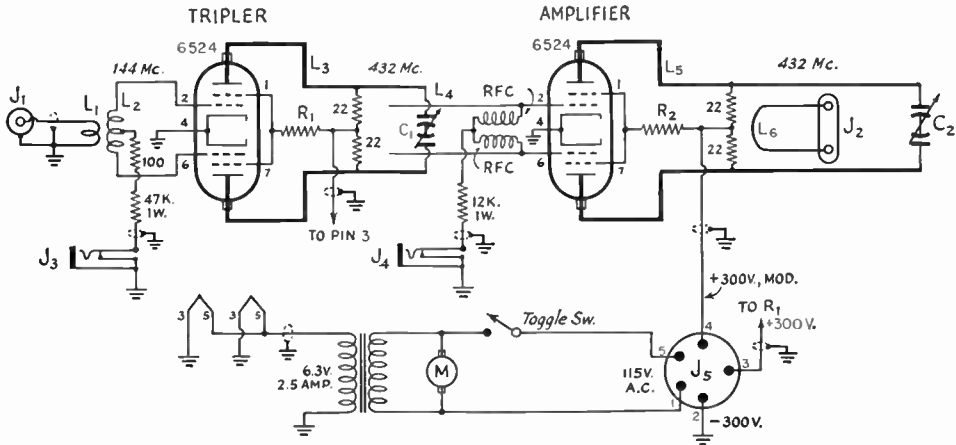 TRIPLER
AMPLIFIER
6524
6524
144 Mc.
L3
432 Mc.
L5
432 Mc.
J1
L1
L2
2
4
6
1
7
R1
22
22
L4
C1
RFC
RFC
2
4
6
1
7
R2
22
22
L6
J2
C2
100
47K.
1W.
J3
TO PIN 3
12K.
1W.
J4
+300V., MOD.
TO R1
+300V.
3
5
3
5
6.3V.
2.5 AMP.
M
Toggle Sw.
115V.
A.C.
J5
5
4
3
1
2
−300V.